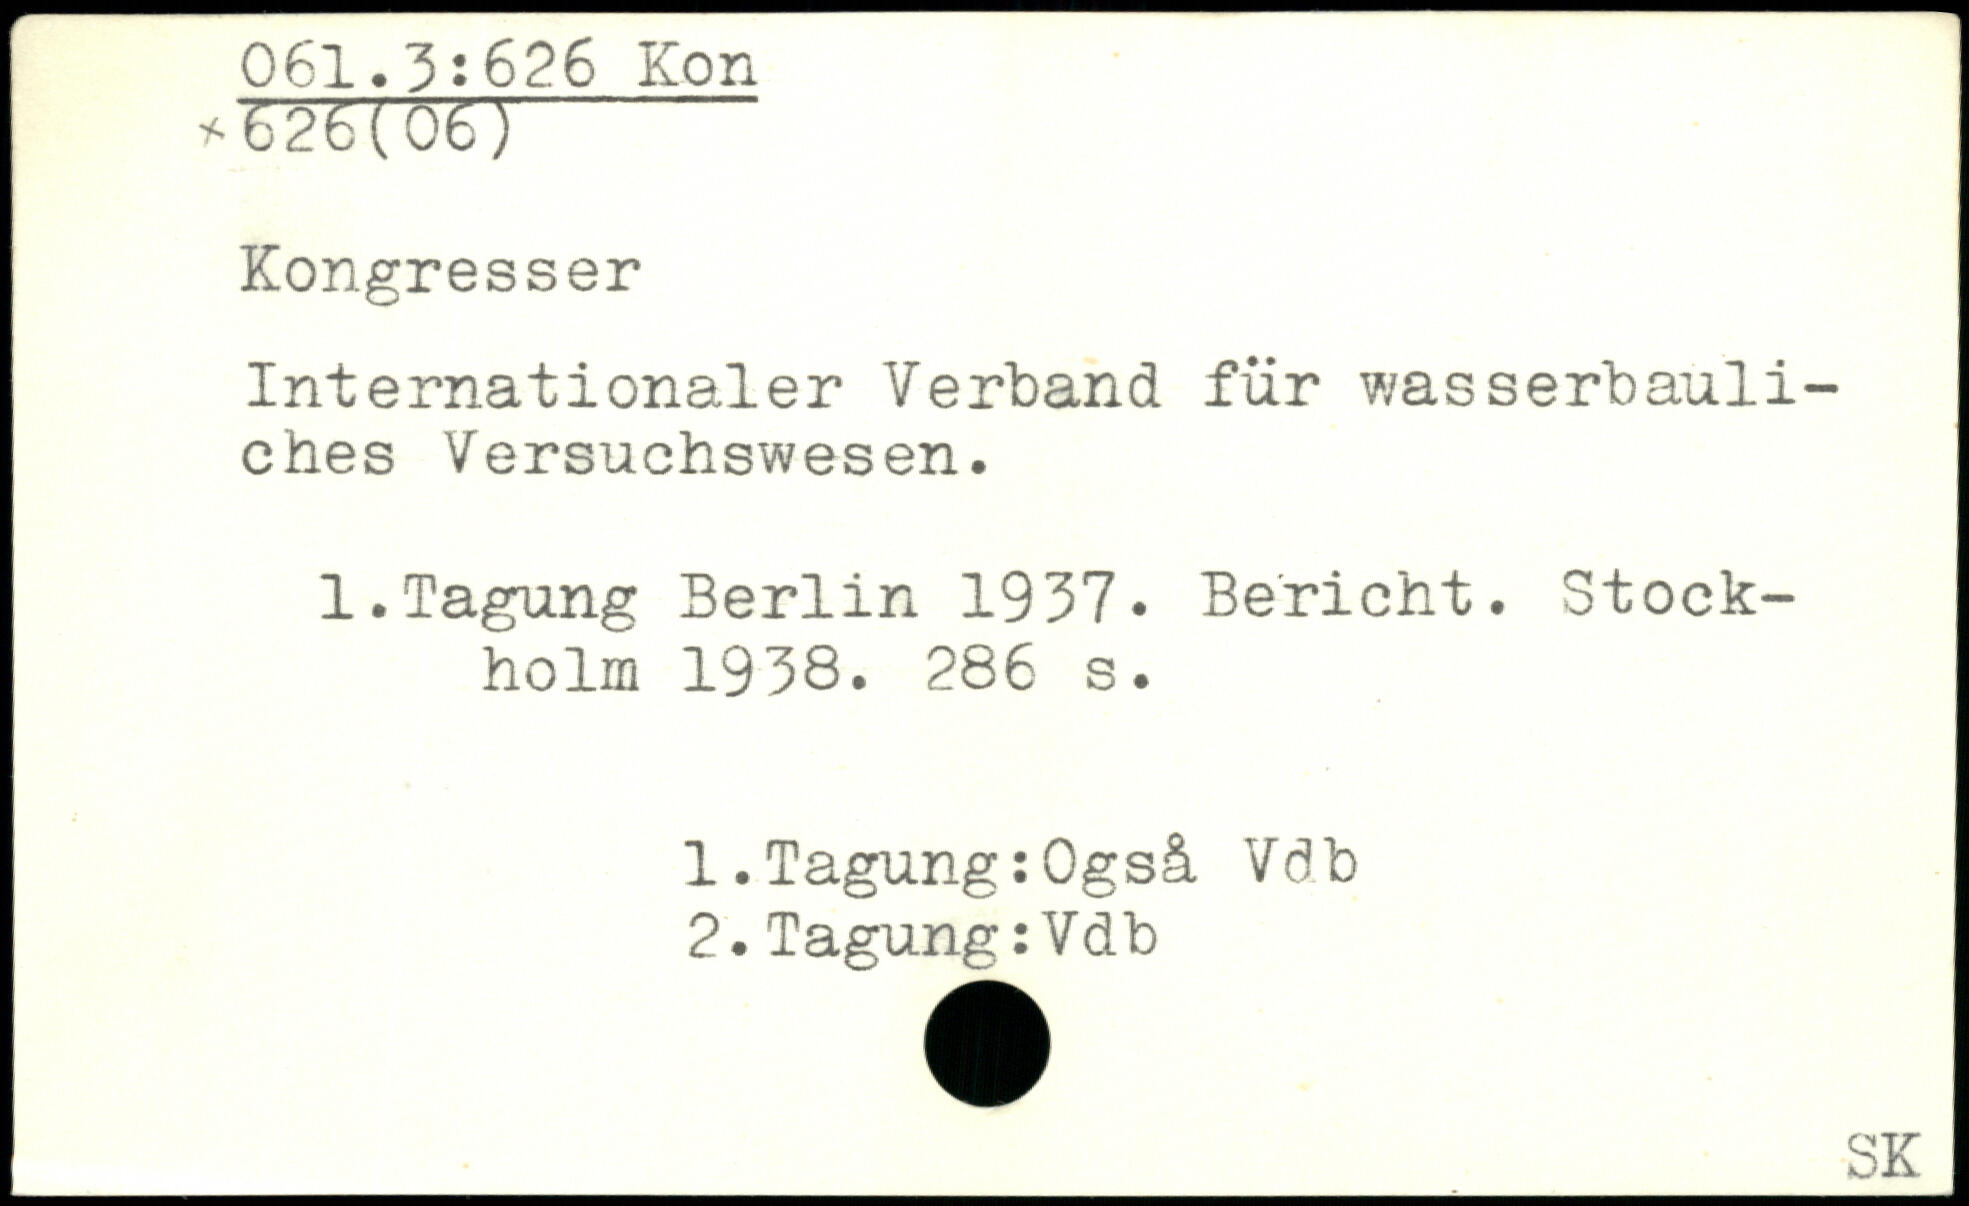 061.3:626 Kon
×626(06)
Kongresser
Internationaler Verband für wasserbauli-
ches Versuchswesen.
1.Tagung Berlin 1937. Bericht. Stock-
holm 1938. 286 s.
1.Tagung:Også Vdb
2.Tagung:Vdb
SK